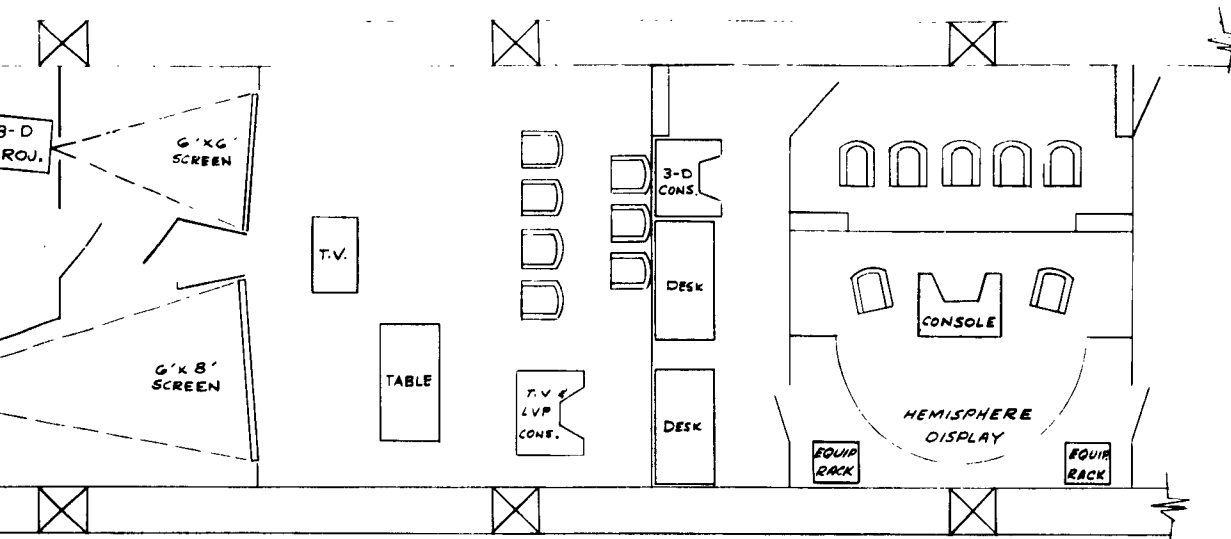 3-D
ROJ.
6'X6'
SCREEN
T.V.
3-D
CONS.
DESK
CONSOLE
6'X8'
SCREEN
TABLE
T.V &
LVP
CONS.
DESK
HEMISPHERE
DISPLAY
EQUIP
RACK
EQUIP
RACK